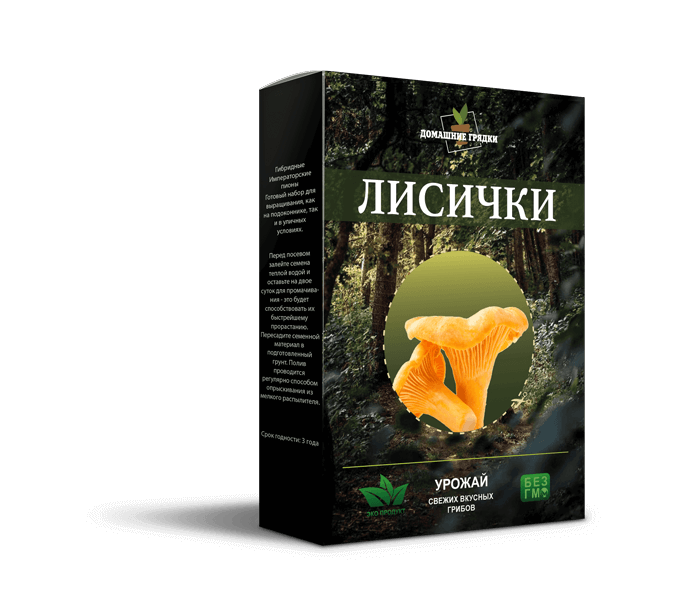 Гибридные
Императорские
пионы
Готовый набор для
выращивания, как
на подоконнике, так
и в уличных
условиях.
Перед посевом
залейте семена
теплой водой и
оставьте на двое
суток для промачива-
ния - это будет
способствовать их
быстрейшему
прорастанию.
Пересадите семенной
материал в
подготовленный
грунт. Полив
проводится
регулярно способом
опрыскивания из
мелкого распылителя.
Срок годности: 3 года
ДОМАШНИЕ ГРЯДКИ
ЛИСИЧКИ
ЭКО ПРОДУКТ
УРОЖАЙ
СВЕЖИХ ВКУСНЫХ
ГРИБОВ
БЕЗ
ГМО